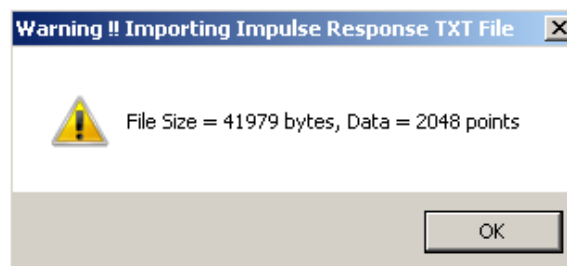 Warning !! Importing Impulse Response TXT File
File Size = 41979 bytes, Data = 2048 points
OK